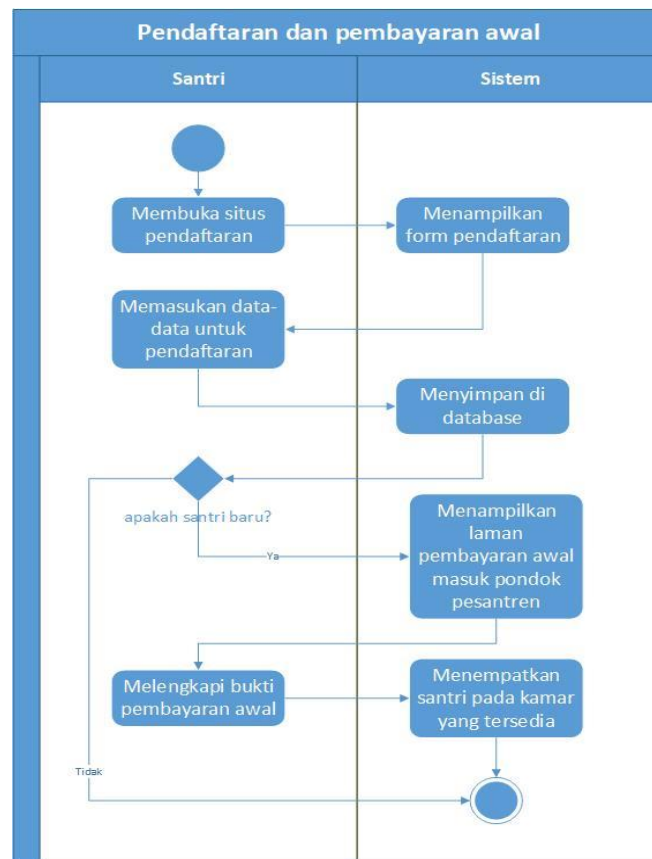 Pendaftaran dan pembayaran awal
Santri
Sistem
Membuka situs
pendaftaran
Menampilkan
form pendaftaran
Memasukan data-
data untuk
pendaftaran
Menyimpan di
database
apakah santri baru?
Ya
Menampilkan
laman
pembayaran awal
masuk pondok
pesantren
Melengkapi bukti
pembayaran awal
Menempatkan
santri pada kamar
yang tersedia
Tidak